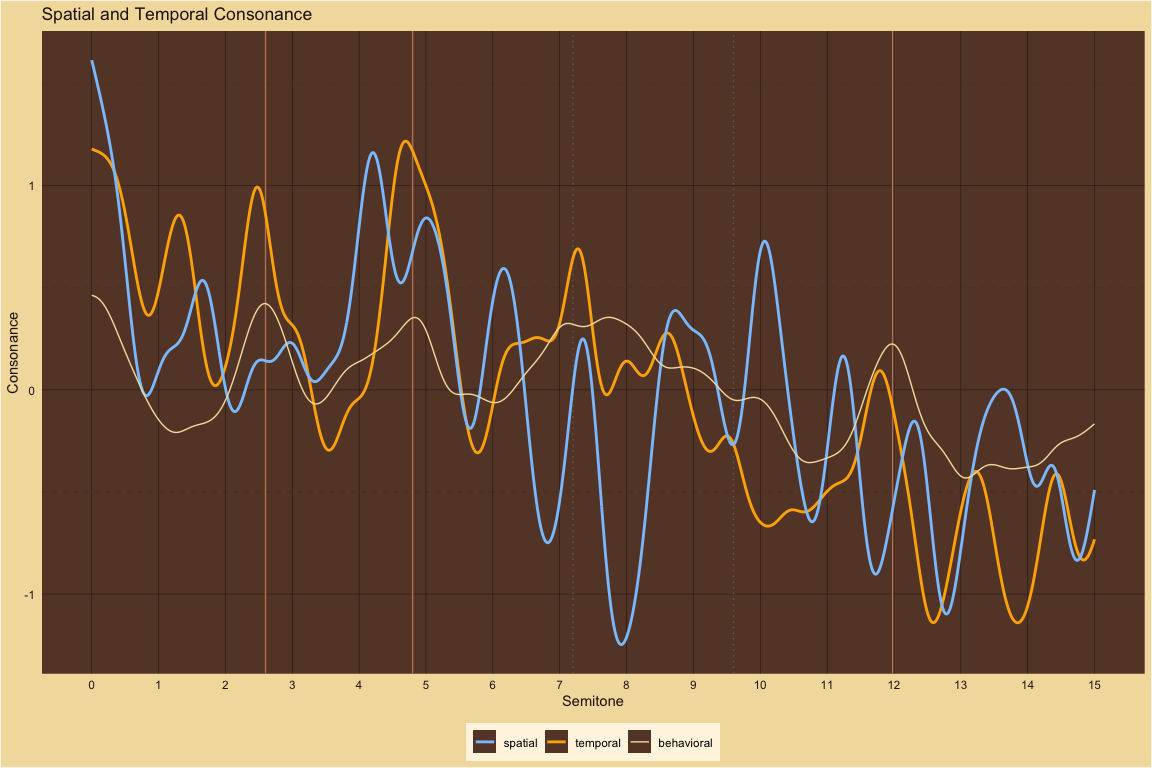 Spatial and Temporal Consonance
Consonance
1
0
-1
0 1 2 3 4 5 6 7 8 9 10 11 12 13 14 15
Semitone
spatial temporal behavioral